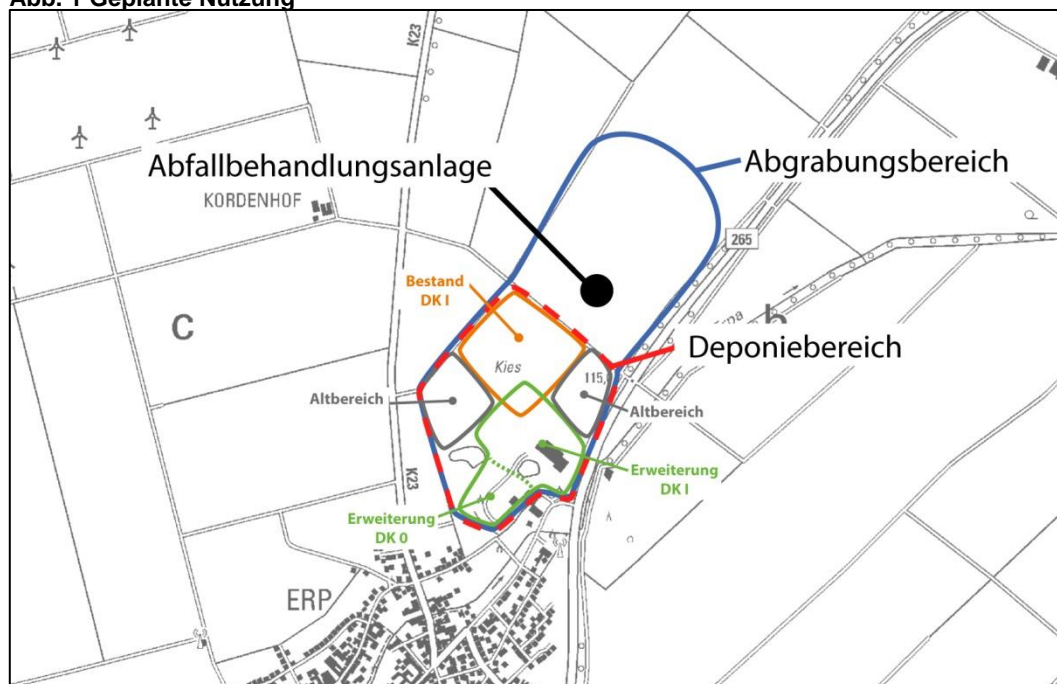 Abb. 1 Geplante Nutzung
K23
Abfallbehandlungsanlage
Abgrabungsbereich
KORDENHOF
265
Bestand
DK I
C
Deponiebereich
Kies
115,
Altbereich
Altbereich
K23
Erweiterung
DK I
Erweiterung
DK 0
ERP